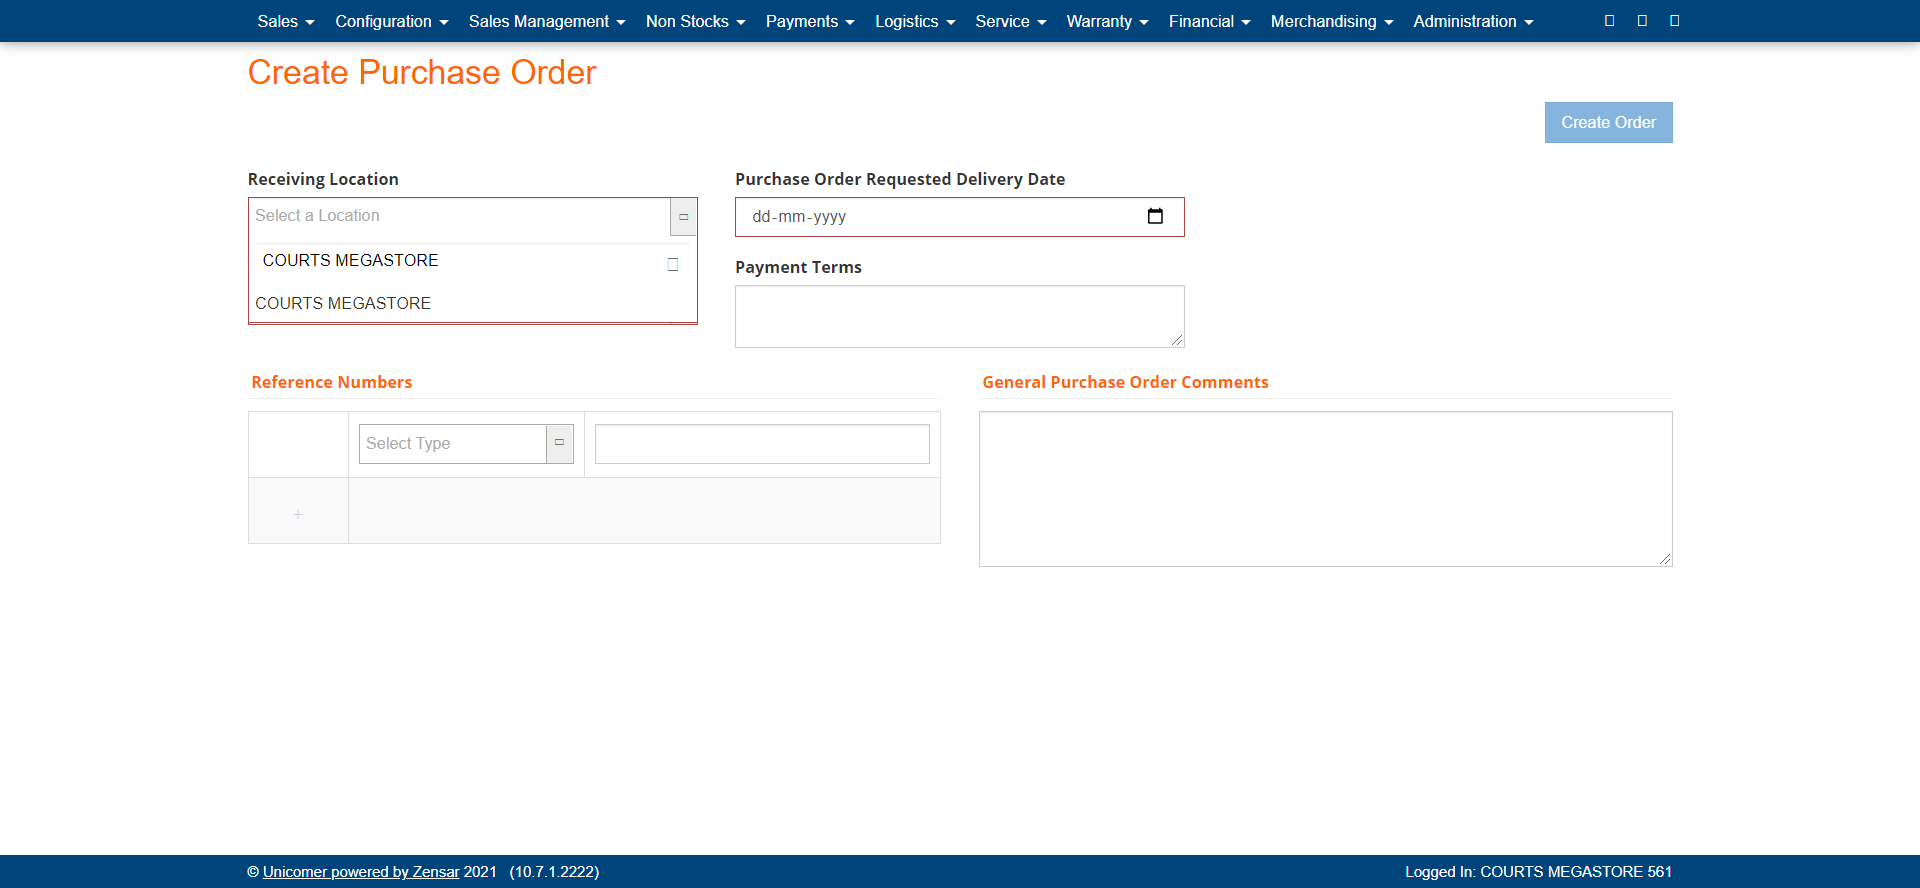 Sales Configuration Sales Management Non Stocks Payments Logistics Service Warranty Financial Merchandising Administration
Create Purchase Order
Create Order
Receiving Location
Select a Location
COURTS MEGASTORE
COURTS MEGASTORE
Purchase Order Requested Delivery Date
dd-mm-yyyy
Payment Terms
Reference Numbers
Select Type
+
General Purchase Order Comments
© Unicomer powered by Zensar 2021 (10.7.1.2222)
Logged In: COURTS MEGASTORE 561